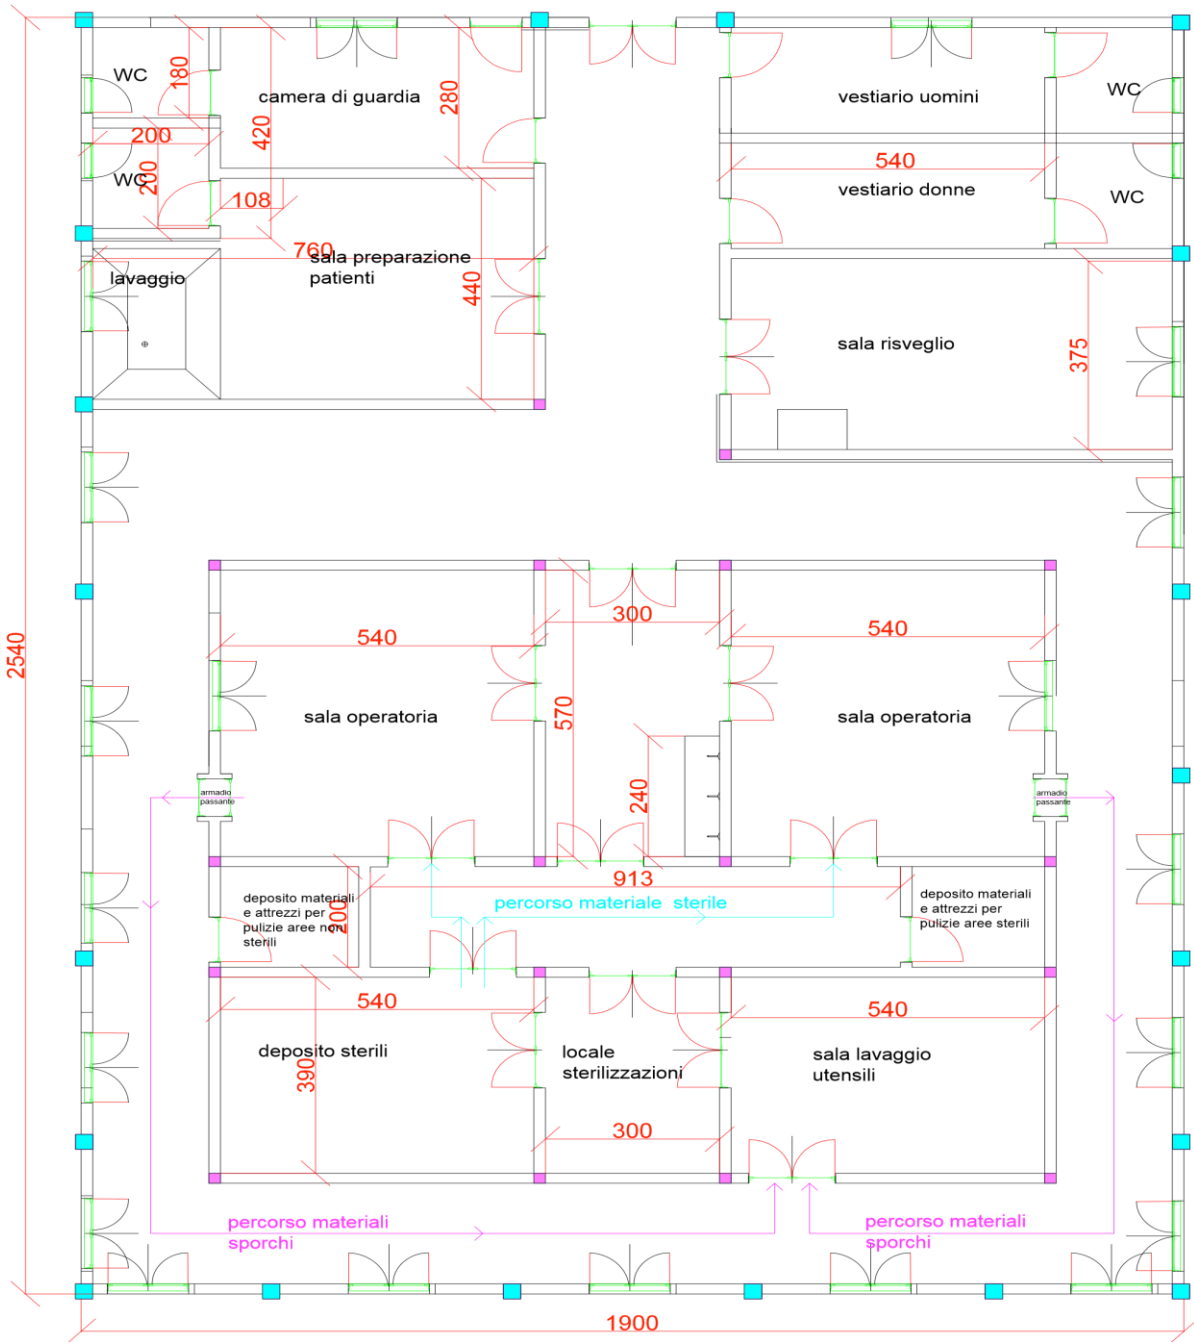 WC
180
camera di guardia
280
vestiario uomini
WC
200
420
540
WC
200
vestiario donne
WC
108
760
sala preparazione
patienti
lavaggio
440
sala risveglio
375
2540
300
540
540
570
sala operatoria
sala operatoria
240
armadio
passante
armadio
passante
913
deposito materiali
e attrezzi per
pulizie aree non
sterili
200
percorso materiale sterile
deposito materiali
e attrezzi per
pulizie aree sterili
540
540
deposito sterili
390
locale
sterilizzazioni
sala lavaggio
utensili
300
percorso materiali
sporchi
percorso materiali
sporchi
1900